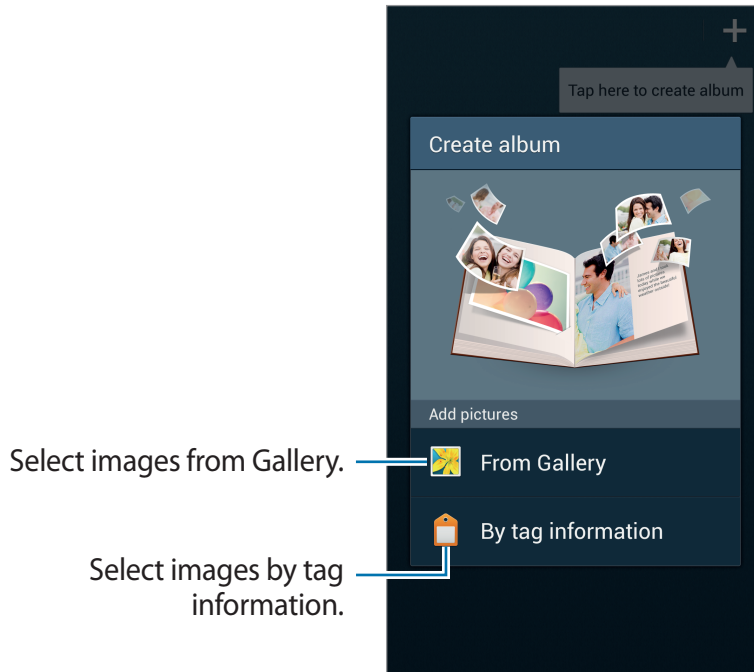 Tap here to create album
Create album
Add pictures
Select images from Gallery.
From Gallery
Select images by tag
information.
By tag information